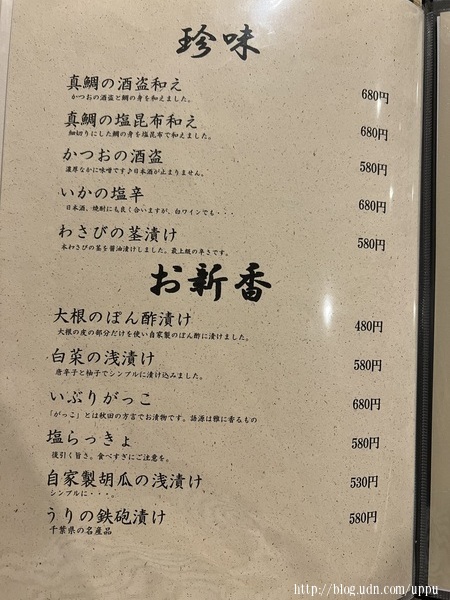 珍味
真鯛の酒盗和え 680円
かつおの酒盗と鯛の身を和えました。
真鯛の塩昆布和え 680円
細切りにした鯛の身を塩昆布で和えました。
かつおの酒盗 580円
濃厚なかに味噌です♪日本酒が止まりません。
いかの塩辛 680円
日本酒、焼酎にも良く合いますが、白ワインでも・・・
わさびの茎漬け 580円
本わさびの茎を醤油漬けしました。最上級の辛さです。
お新香
大根のぽん酢漬け 480円
大根の皮の部分だけを使い自家製のぽん酢に漬けました。
白菜の浅漬け 580円
唐辛子と柚子でシンプルに漬け込みました。
いぶりがっこ 680円
「がっこ」とは秋田の方言でお漬物です。語源は雅に香るもの
塩らっきょ 580円
後引く旨さ。食べすぎにご注意を。
自家製胡瓜の浅漬け 530円
シンプルに・・・。
うりの鉄砲漬け 580円
千葉県の名産品
http://blog.udn.com/uppu